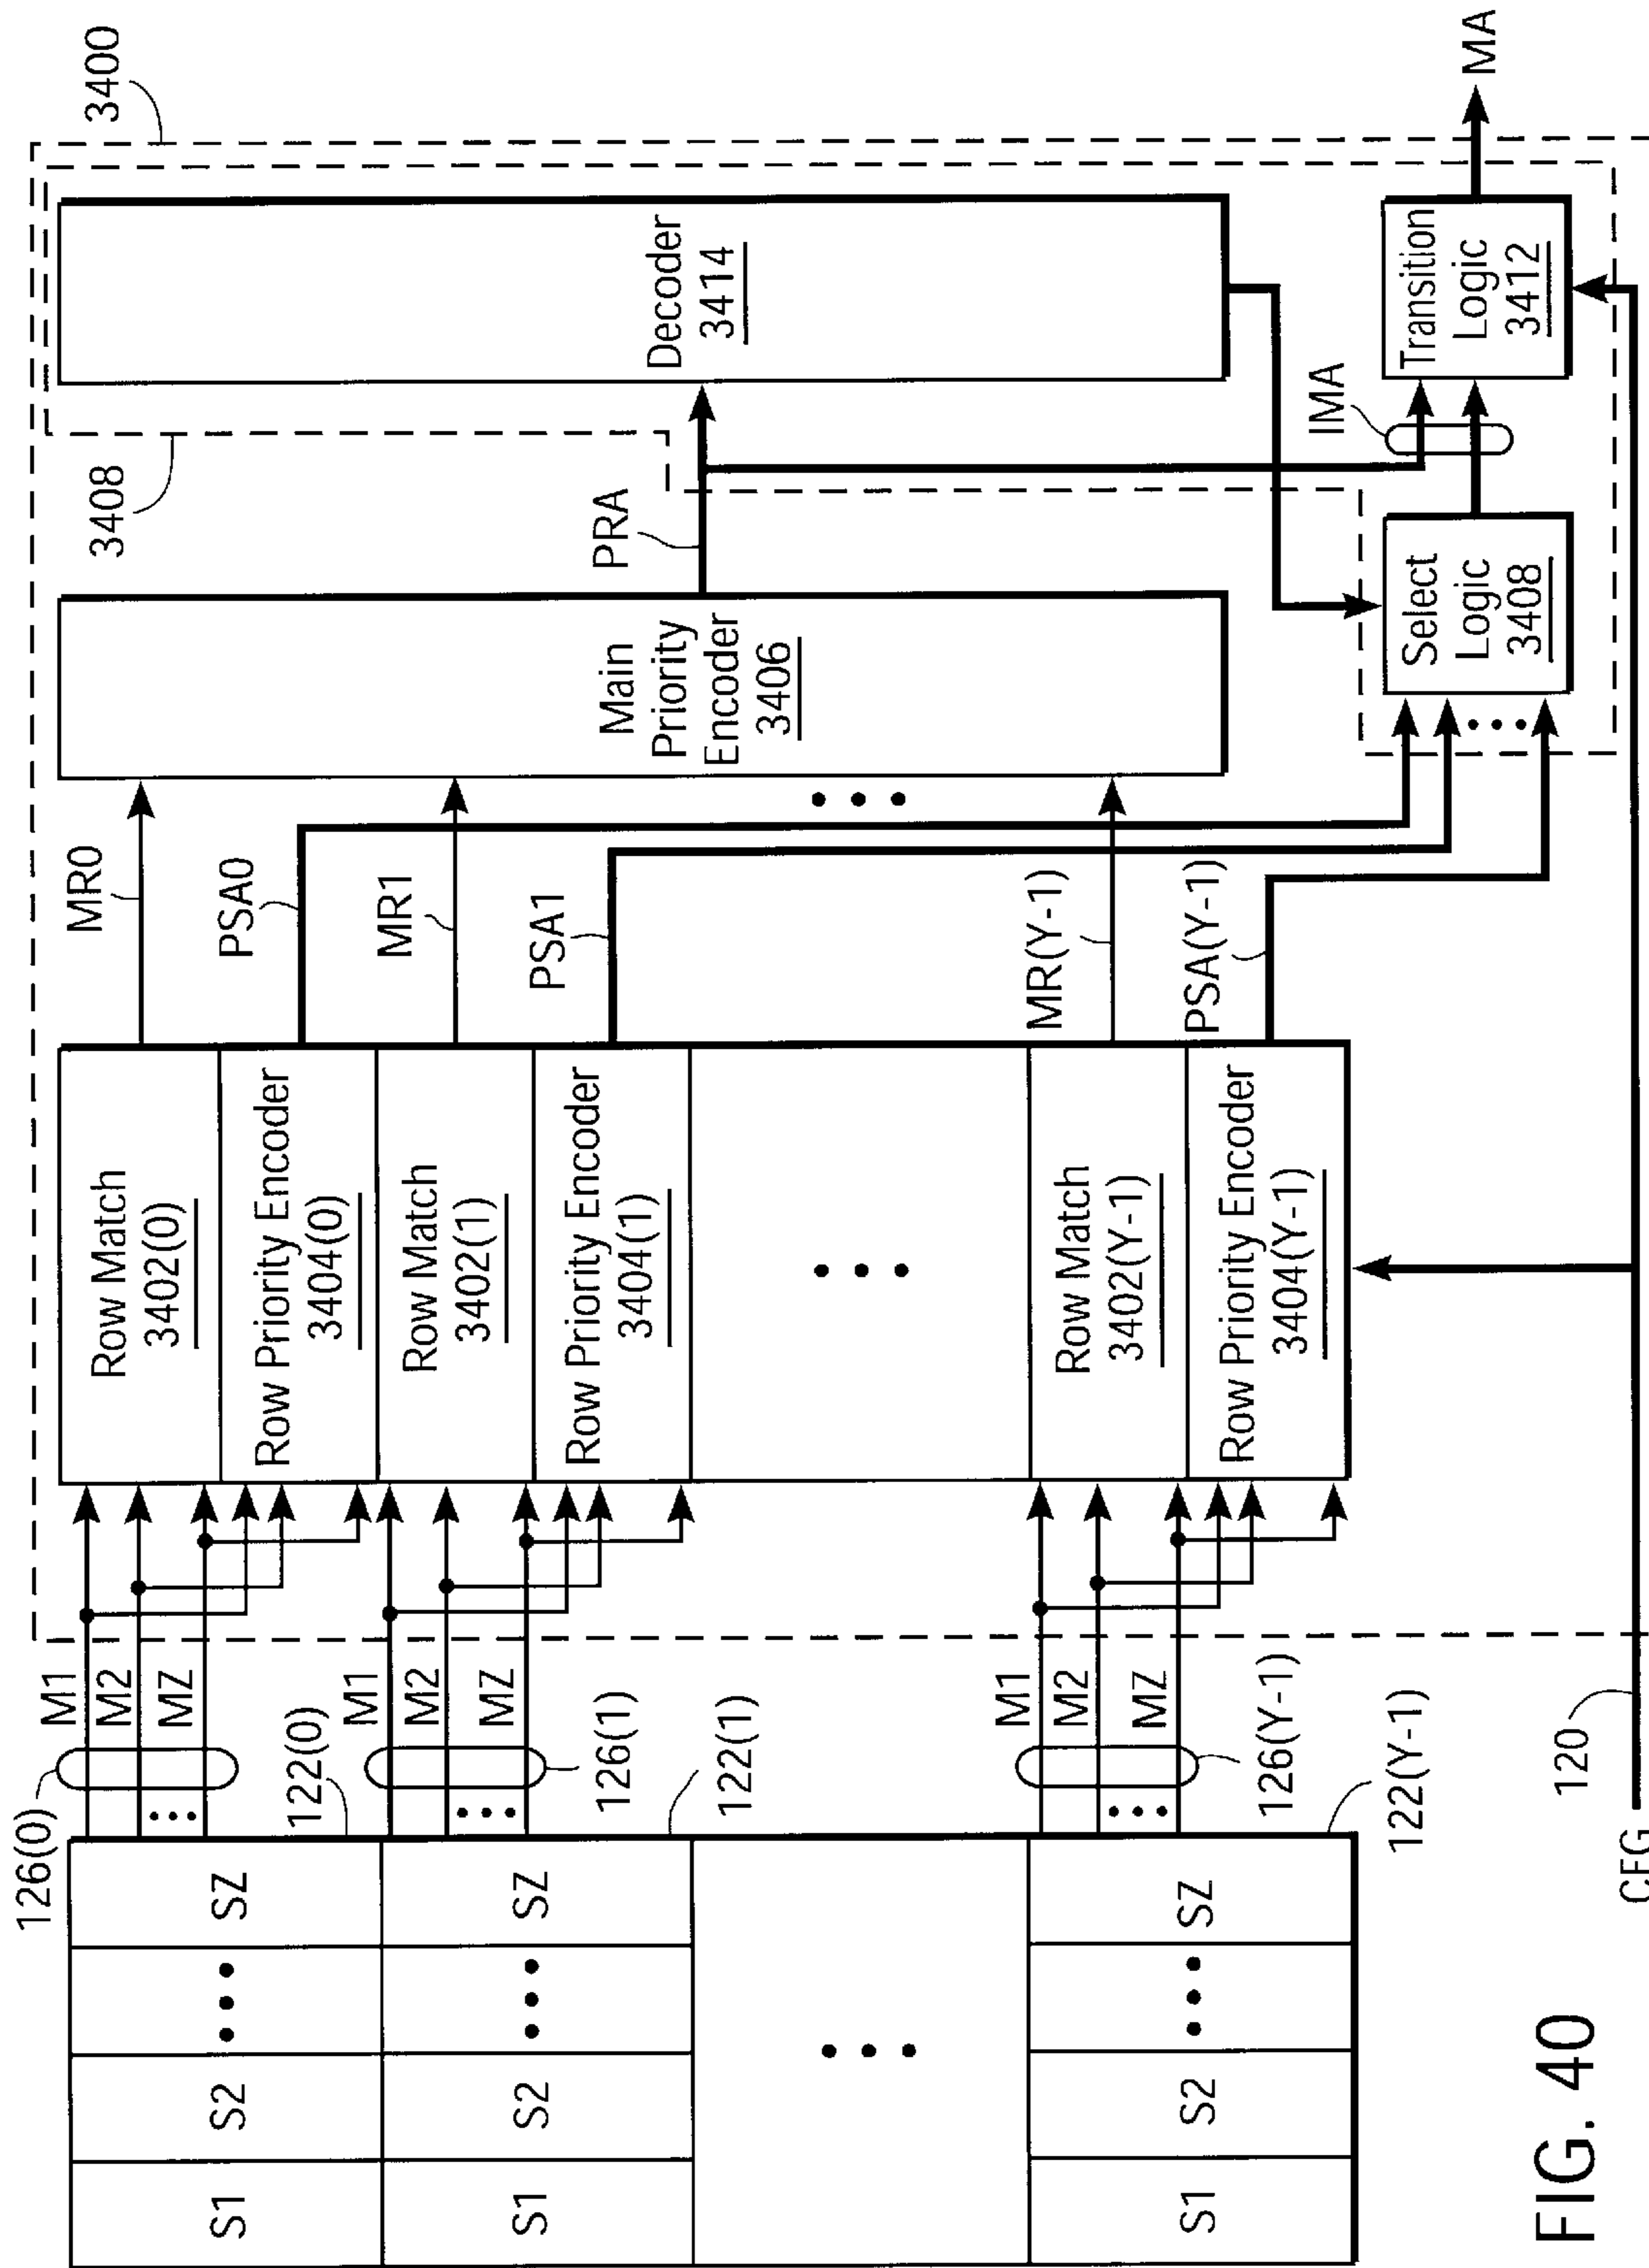 3400
3408
Decoder
3414
Main
Priority
Encoder
3406
PRA
MR0
PSA0
MR1
PSA1
MR(Y-1)
PSA(Y-1)
IMA
Select
Logic
3408
Transition
Logic
3412
MA
Row Match
3402(0)
Row Priority Encoder
3404(0)
Row Match
3402(1)
Row Priority Encoder
3404(1)
Row Match
3402(Y-1)
Row Priority Encoder
3404(Y-1)
126(0)
M1
M2
MZ
122(0)
M1
M2
MZ
126(1)
122(1)
M1
M2
MZ
126(Y-1)
122(Y-1)
S1 S2 SZ
S1 S2 SZ
S1 S2 SZ
120
CFG
FIG. 40